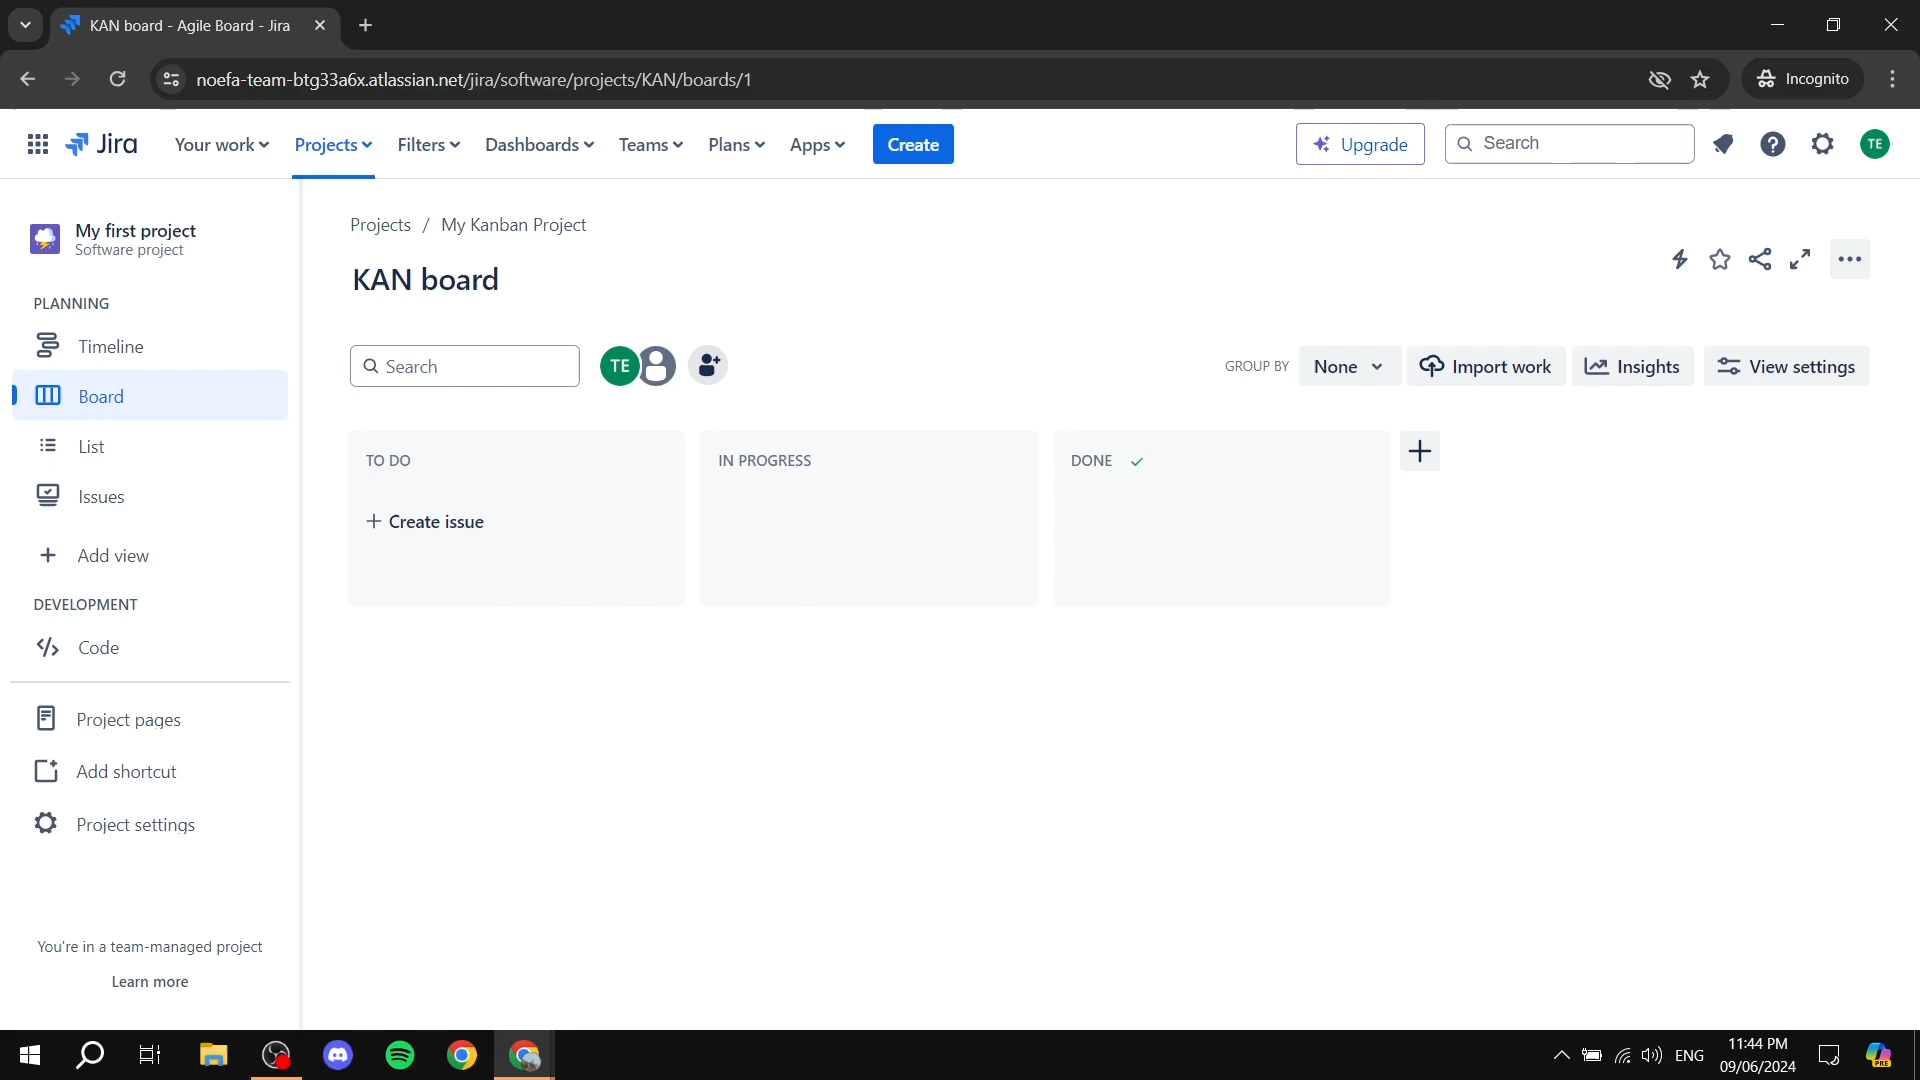 KAN board - Agile Board - Jira
noefa-team-btg33a6x.atlassian.net/jira/software/projects/KAN/boards/1
Incognito
Jira
Your work
Projects
Filters
Dashboards
Teams
Plans
Apps
Create
Upgrade
Search
TE
My first project
Software project
PLANNING
Timeline
Board
List
Issues
Add view
DEVELOPMENT
Code
Project pages
Add shortcut
Project settings
You're in a team-managed project
Learn more
Projects / My Kanban Project
KAN board
Search
TE
GROUP BY
None
Import work
Insights
View settings
TO DO
+ Create issue
IN PROGRESS
DONE
ENG
11:44 PM
09/06/2024
PRE